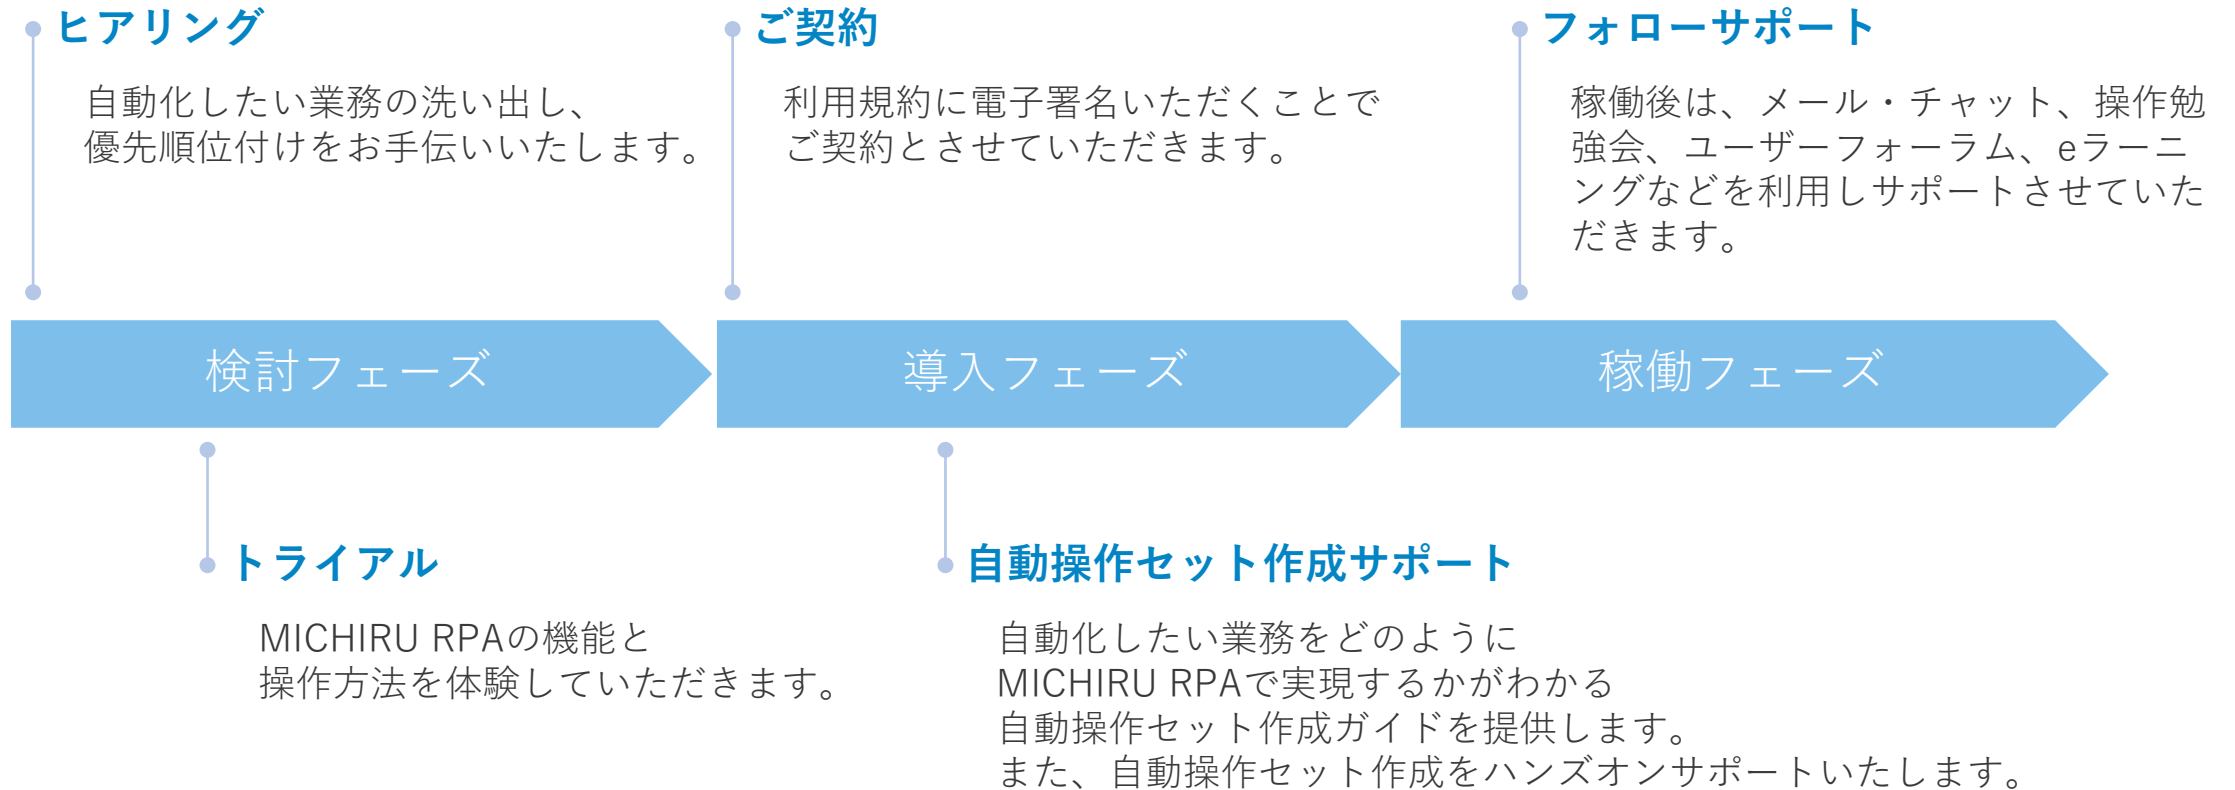 ヒアリング
自動化したい業務の洗い出し、
優先順位付けをお手伝いいたします。
ご契約
利用規約に電子署名いただくことで
ご契約とさせていただきます。
フォローサポート
稼働後は、メール・チャット、操作勉
強会、ユーザーフォーラム、eラーニ
ングなどを利用しサポートさせていた
だきます。
検討フェーズ
導入フェーズ
稼働フェーズ
トライアル
MICHIRU RPAの機能と
操作方法を体験していただきます。
自動操作セット作成サポート
自動化したい業務をどのように
MICHIRU RPAで実現するかがわかる
自動操作セット作成ガイドを提供します。
また、自動操作セット作成をハンズオンサポートいたします。